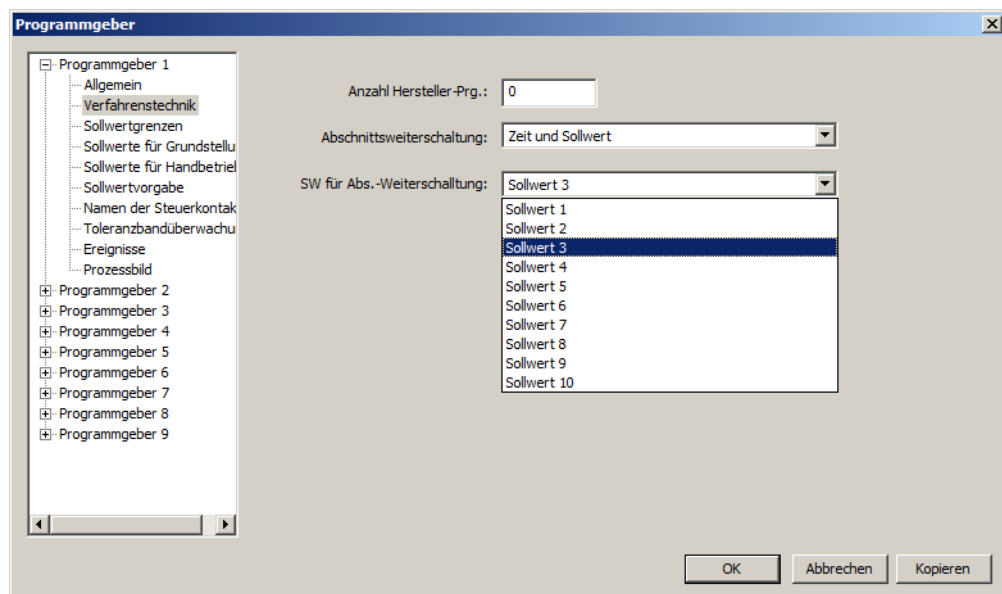 Programmgeber
Programmgeber 1
Allgemein
Verfahrenstechnik
Sollwertgrenzen
Sollwerte für Grundstellu
Sollwerte für Handbetriel
Sollwertvorgabe
Namen der Steuerkontak
Toleranzbandüberwachu
Ereignisse
Prozessbild
Programmgeber 2
Programmgeber 3
Programmgeber 4
Programmgeber 5
Programmgeber 6
Programmgeber 7
Programmgeber 8
Programmgeber 9
Anzahl Hersteller-Prg.: 0
Abschnittsweiterschaltung: Zeit und Sollwert
SW für Abs.-Weiterschalltung: Sollwert 3
Sollwert 1
Sollwert 2
Sollwert 3
Sollwert 4
Sollwert 5
Sollwert 6
Sollwert 7
Sollwert 8
Sollwert 9
Sollwert 10
OK Abbrechen Kopieren